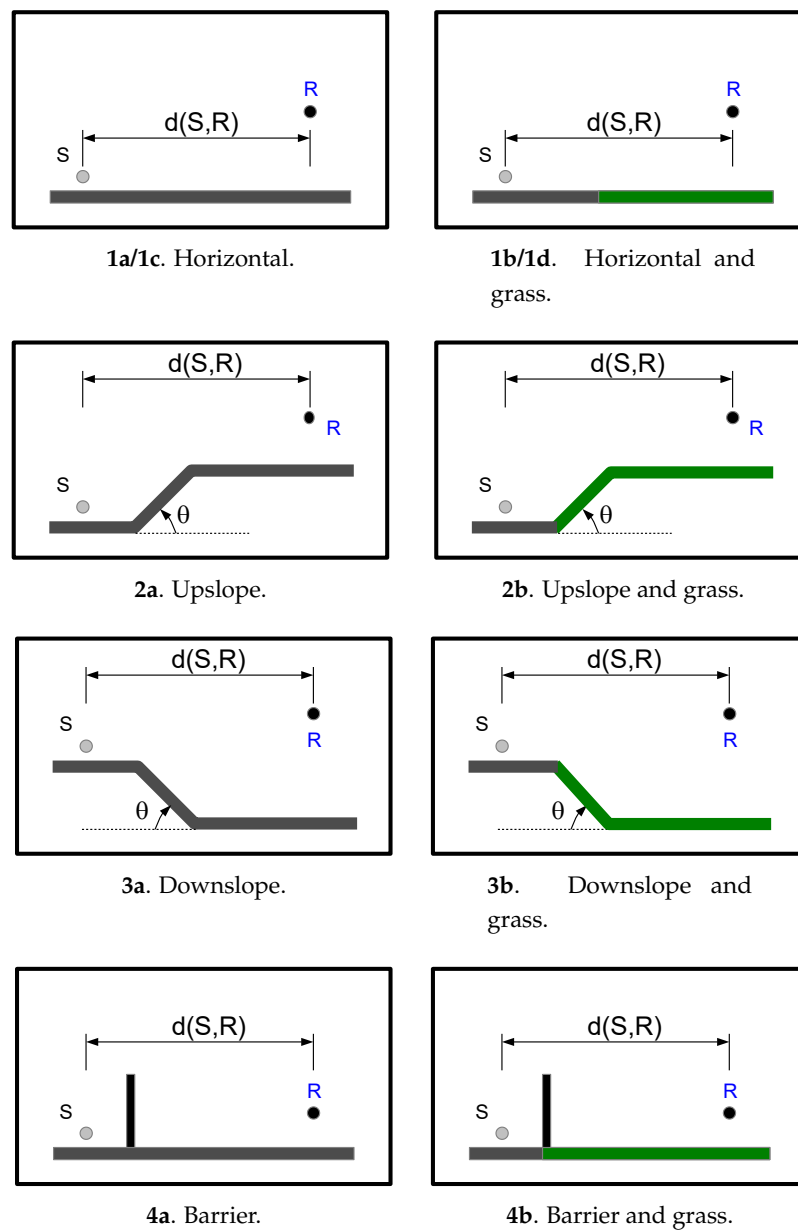 R
d(S,R)
S
1a/1c. Horizontal.
R
d(S,R)
S
1b/1d. Horizontal and
grass.
d(S,R)
R
S
θ
2a. Upslope.
d(S,R)
R
S
θ
2b. Upslope and grass.
d(S,R)
S
R
θ
3a. Downslope.
d(S,R)
S
R
θ
3b. Downslope and
grass.
d(S,R)
R
S
4a. Barrier.
d(S,R)
R
S
4b. Barrier and grass.